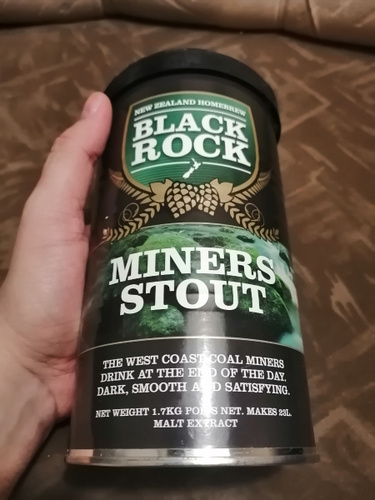 NEW ZEALAND HOMEBREW
BLACK
ROCK
MINERS
STOUT
THE WEST COAST COAL MINERS
DRINK AT THE END OF THE DAY.
DARK, SMOOTH AND SATISFYING.
NET WEIGHT 1.7KG POIDS NET. MAKES 23L.
MALT EXTRACT